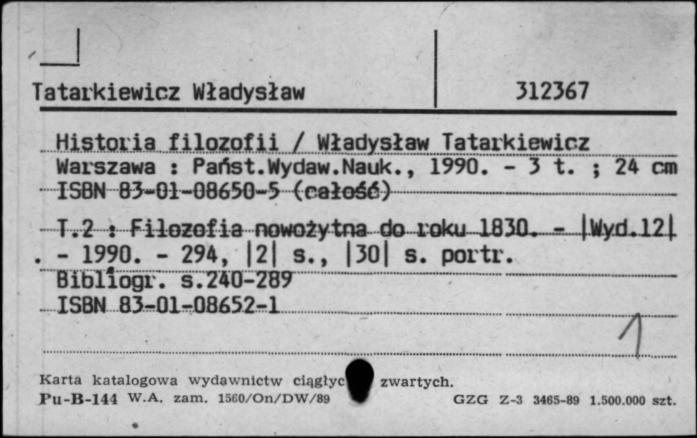 Tatarkiewicz Władysław 312367
Historia filozofii / Władysław Tatarkiewicz
Warszawa : Państ.Wydaw.Nauk., 1990. - 3 t. ; 24 cm
ISBN 83-01-08650-5 (całość)
T.2 : Filozofia nowożytna do roku 1830. - |Wyd.12|
. - 1990. - 294, |2| s., |30| s. portr.
Bibliogr. s.240-289
ISBN 83-01-08652-1
1
Karta katalogowa wydawnictw ciągłyc zwartych.
Pu-B-144 W.A. zam. 1560/On/DW/89 GZG Z-3 3465-89 1.500.000 szt.